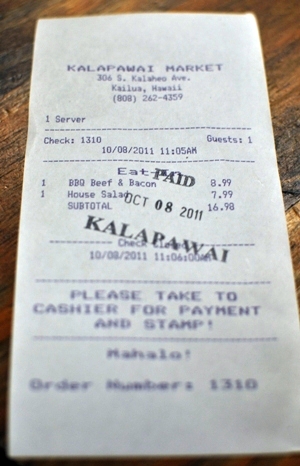 KALAPAWAI MARKET
306 S. Kalaheo Ave.
Kailua, Hawaii
(808) 262-4359
1 Server
Check: 1310 Guests: 1
10/08/2011 11:05AM
Eat
PAID
1 BBQ Beef & Bacon 8.99
1 House Salad 7.99
OCT 08 2011
SUBTOTAL 16.98
KALAPAWAI
Check
10/08/2011 11:06:00AM
PLEASE TAKE TO
CASHIER FOR PAYMENT
AND STAMP!
Mahalo!
Order Number: 1310